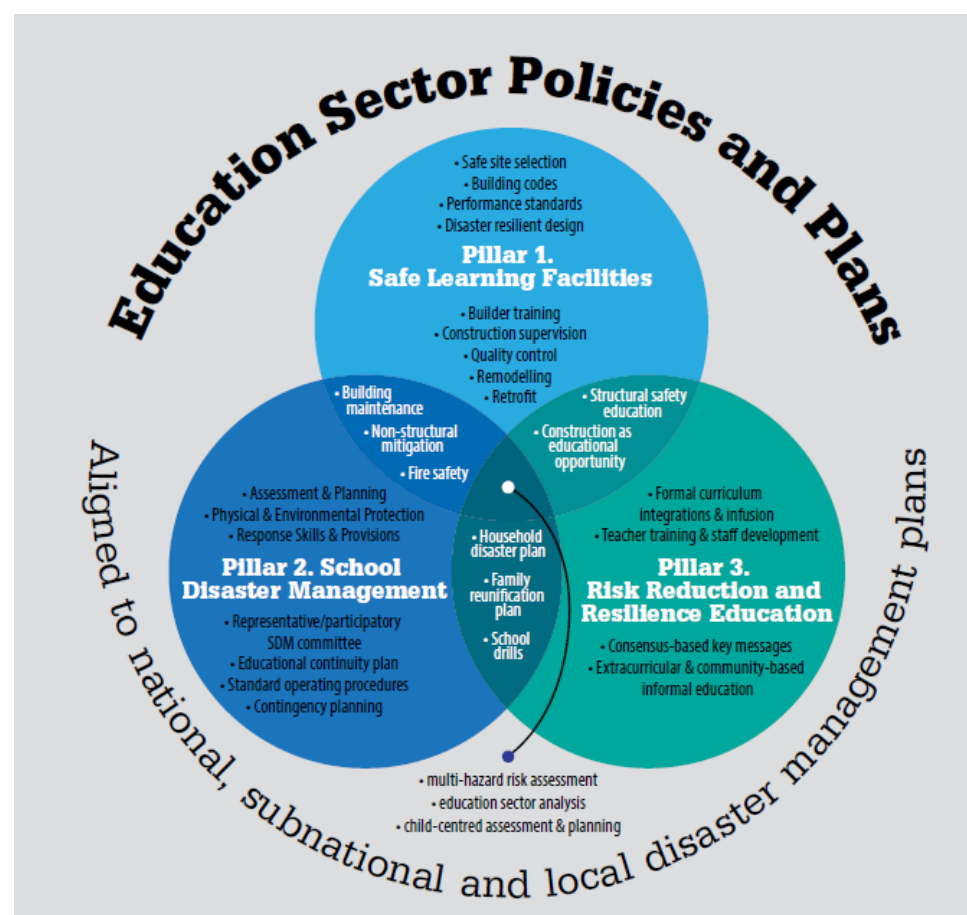 Education Sector Policies and Plans
• Safe site selection
• Building codes
• Performance standards
• Disaster resilient design
Pillar 1.
Safe Learning Facilities
• Builder training
• Construction supervision
• Quality control
• Remodelling
• Retrofit
• Building
maintenance
• Non-structural
mitigation
• Fire safety
• Structural safety
education
• Construction as
educational
opportunity
• Assessment & Planning
• Physical & Environmental Protection
• Response Skills & Provisions
Pillar 2. School
Disaster Management
• Representative/participatory
SDM committee
• Educational continuity plan
• Standard operating procedures
• Contingency planning
• Household
disaster plan
• Family
reunification
plan
• School
drills
• Formal curriculum
integrations & infusion
• Teacher training & staff development
Pillar 3.
Risk Reduction and
Resilience Education
• Consensus-based key messages
• Extracurricular & community-based
informal education
• multi-hazard risk assessment
• education sector analysis
• child-centred assessment & planning
Aligned to national, subnational and local disaster management plans